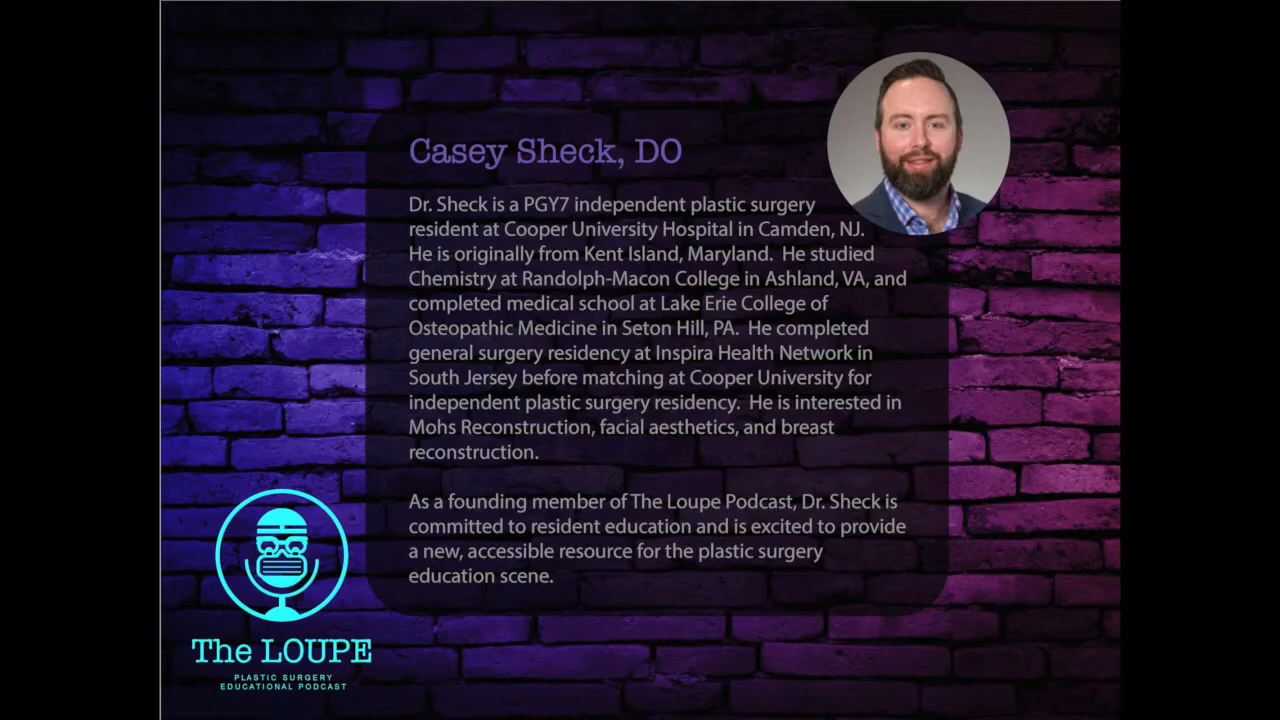 Casey Sheck, DO
Dr. Sheck is a PGY7 independent plastic surgery
resident at Cooper University Hospital in Camden, NJ.
He is originally from Kent Island, Maryland.  He studied
Chemistry at Randolph-Macon College in Ashland, VA, and
completed medical school at Lake Erie College of
Osteopathic Medicine in Seton Hill, PA.  He completed
general surgery residency at Inspira Health Network in
South Jersey before matching at Cooper University for
independent plastic surgery residency.  He is interested in
Mohs Reconstruction, facial aesthetics, and breast
reconstruction.
As a founding member of The Loupe Podcast, Dr. Sheck is
committed to resident education and is excited to provide
a new, accessible resource for the plastic surgery
education scene.
The LOUPE
PLASTIC SURGERY
EDUCATIONAL PODCAST